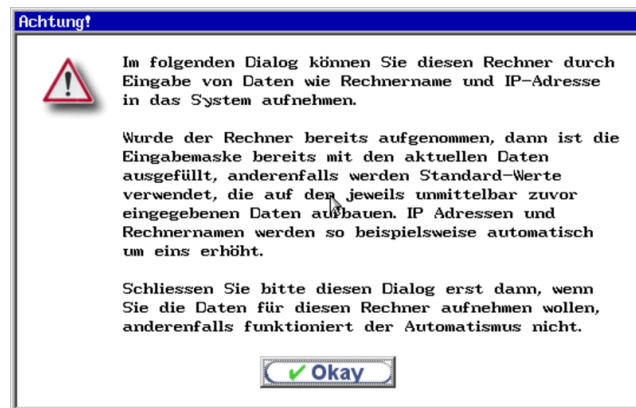 Achtung!
Im folgenden Dialog können Sie diesen Rechner durch
Eingabe von Daten wie Rechnername und IP-Adresse
in das System aufnehmen.
Wurde der Rechner bereits aufgenommen, dann ist die
Eingabemaske bereits mit den aktuellen Daten
ausgefüllt, anderenfalls werden Standard-Werte
verwendet, die auf den jeweils unmittelbar zuvor
eingegebenen Daten aufbauen. IP Adressen und
Rechnernamen werden so beispielsweise automatisch
um eins erhöht.
Schliessen Sie bitte diesen Dialog erst dann, wenn
Sie die Daten für diesen Rechner aufnehmen wollen,
anderenfalls funktioniert der Automatismus nicht.
Okay